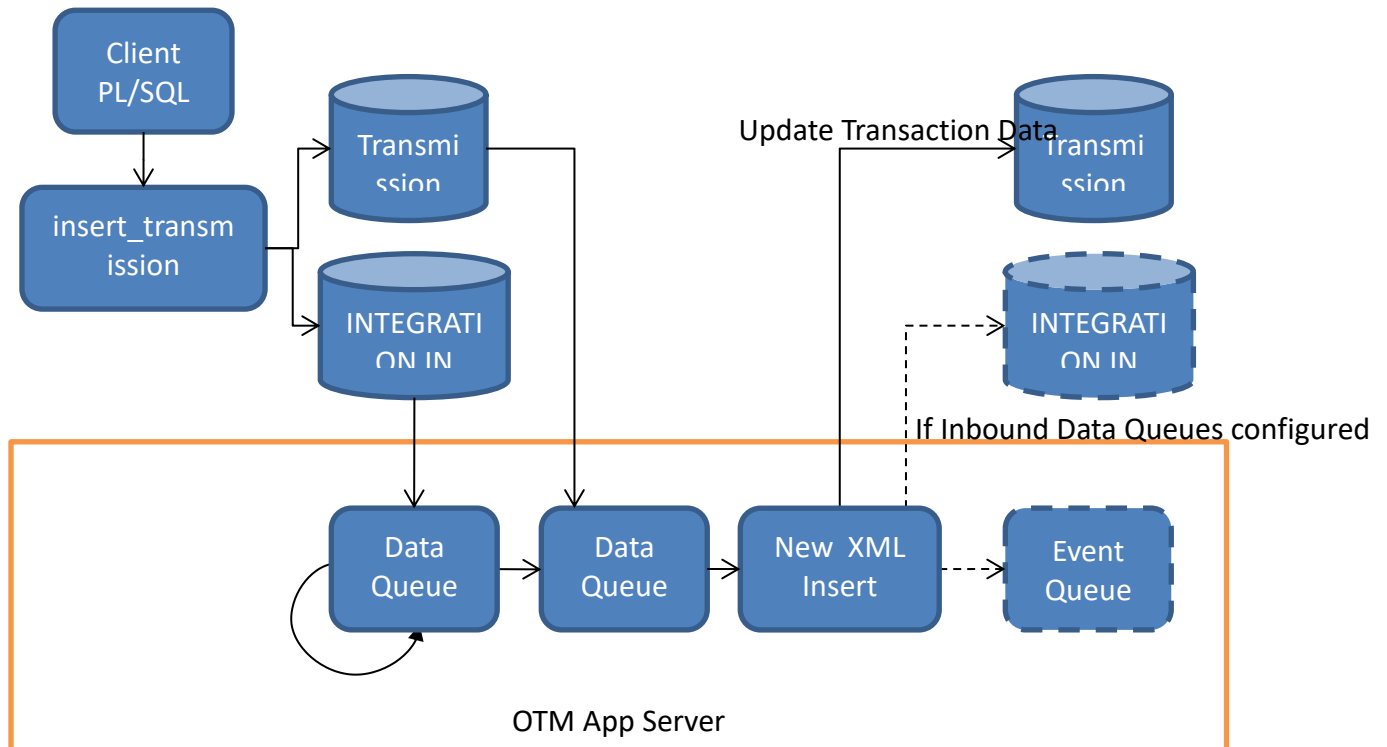 Client
PL/SQL
insert_transm
ission
Transmi
ssion
INTEGRATI
ON IN
Update Transaction Data
Transmi
ssion
INTEGRATI
ON IN
If Inbound Data Queues configured
Data
Queue
Data
Queue
New XML
Insert
Event
Queue
OTM App Server